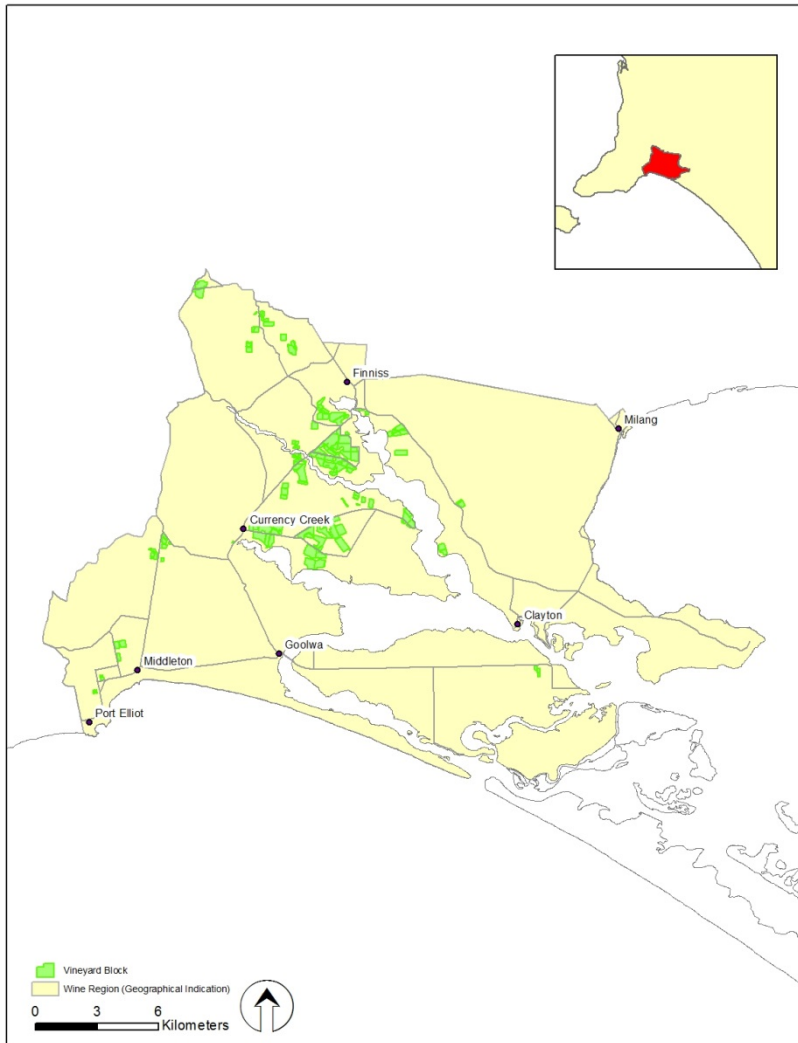 Finniss
Milang
Currency Creek
Clayton
Goolwa
Middleton
Port Elliot
Vineyard Block
Wine Region (Geographical Indication)
0 3 6
Kilometers